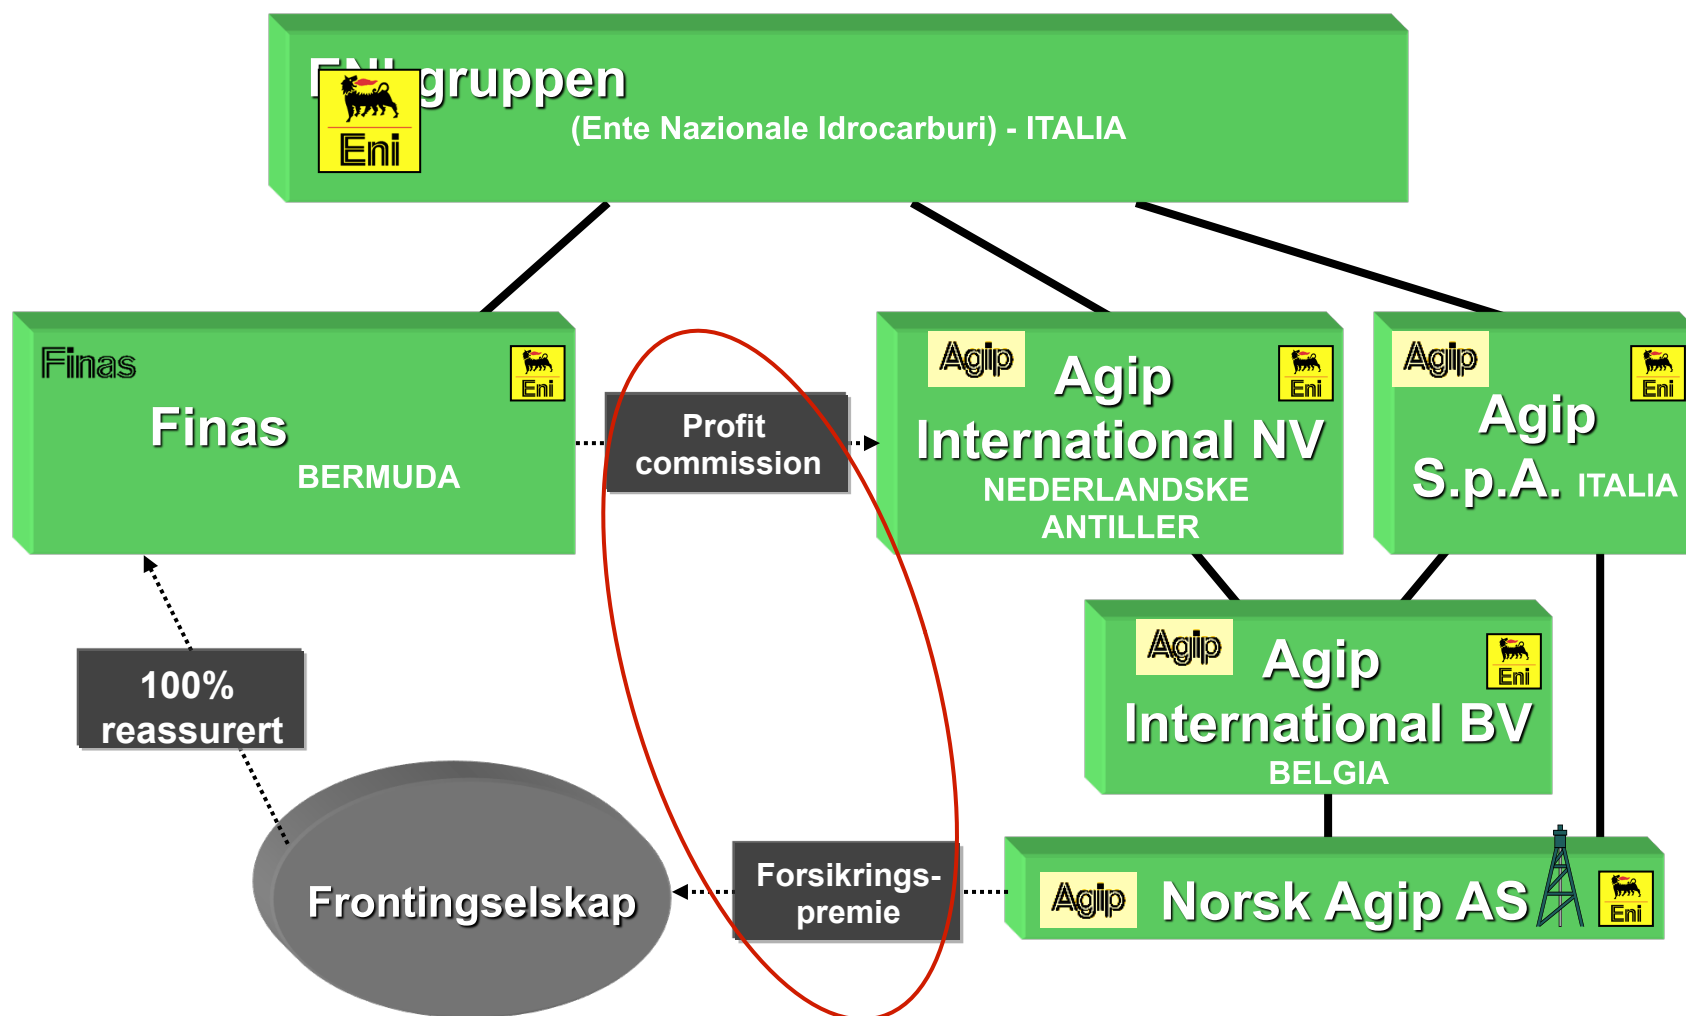 gruppen
(Ente Nazionale Idrocarburi) - ITALIA
Eni
Finas
Eni
Finas
BERMUDA
Profit
commission
Agip
Eni
Agip
International NV
NEDERLANDSKE
ANTILLER
Agip
Eni
Agip
S.p.A. ITALIA
100%
reassurert
Agip
Eni
Agip
International BV
BELGIA
Frontingselskap
Forsikrings-
premie
Agip
Norsk Agip AS
Eni